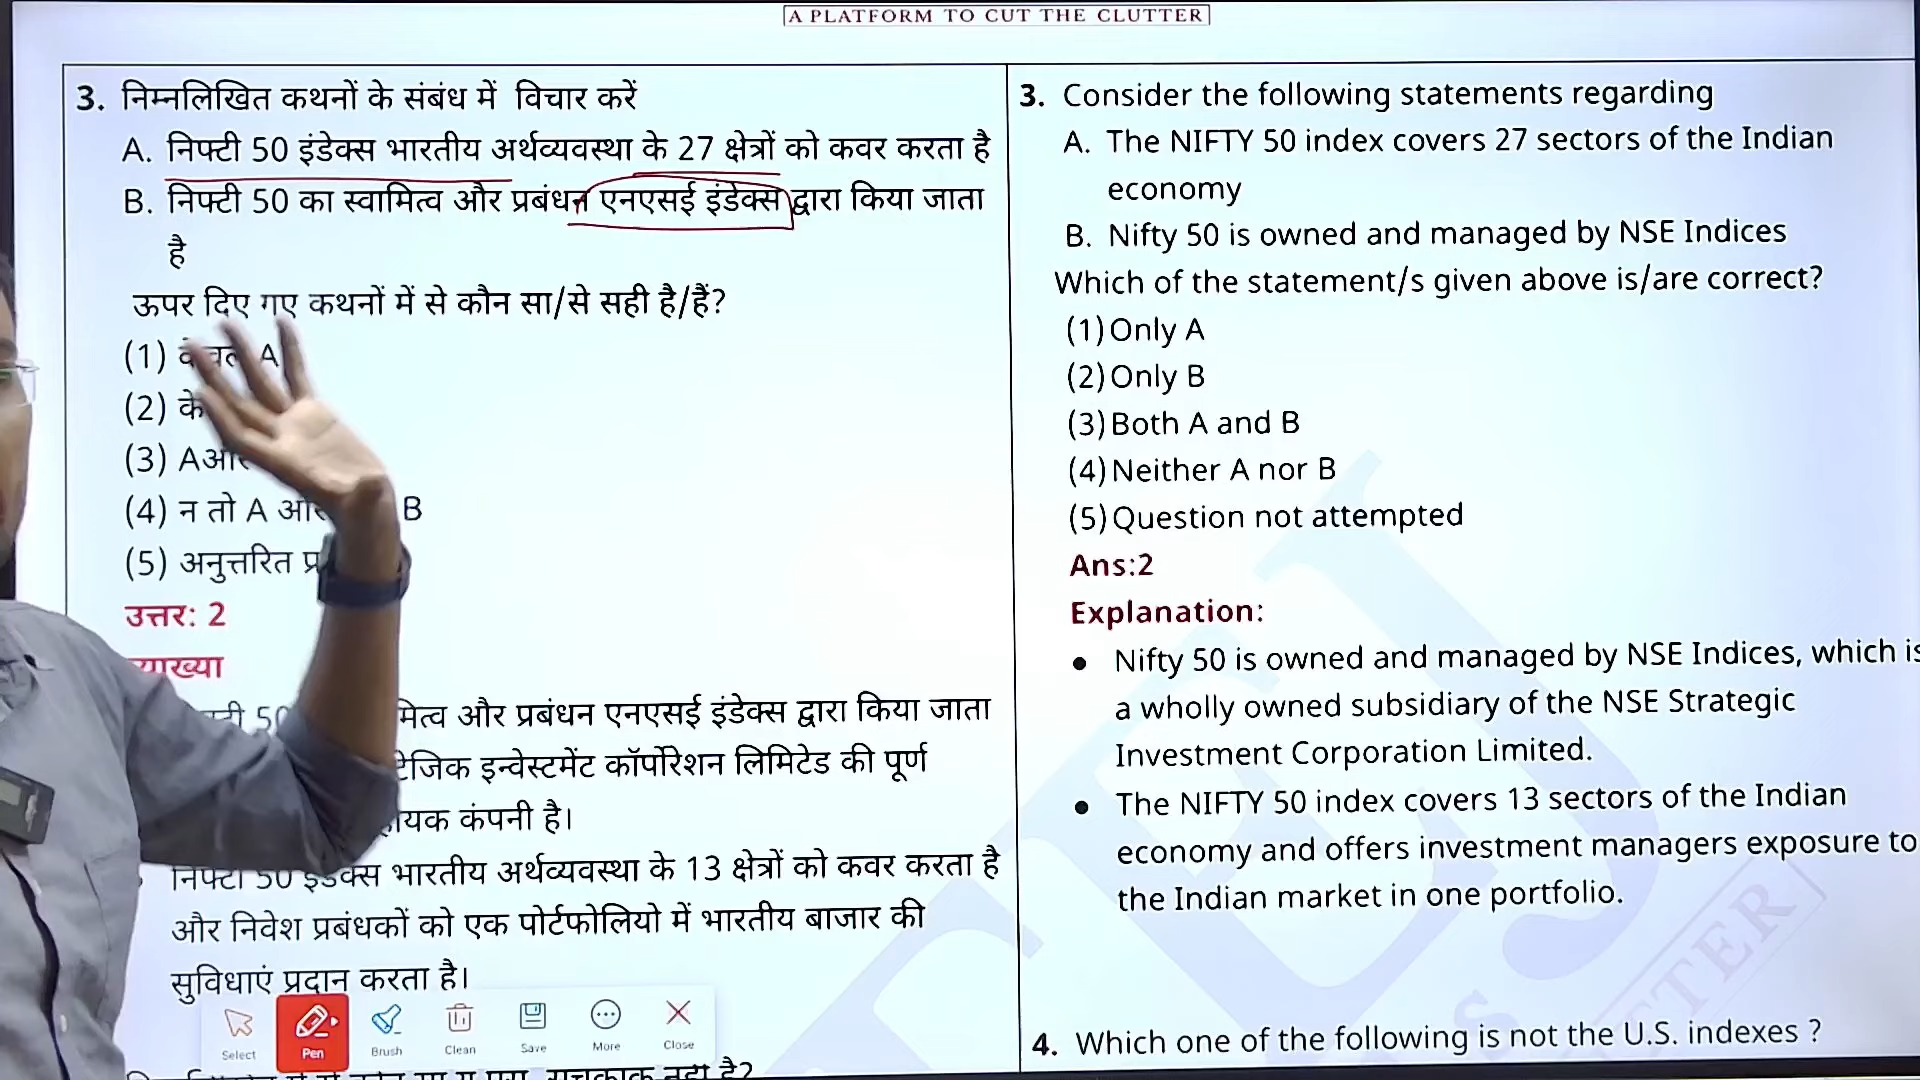 A PLATFORM TO CUT THE CLUTTER
3. निम्नलिखित कथनों के संबंध में विचार करें
A. निफ्टी 50 इंडेक्स भारतीय अर्थव्यवस्था के 27 क्षेत्रों को कवर करता है
B. निफ्टी 50 का स्वामित्व और प्रबंधन एनएसई इंडेक्स द्वारा किया जाता
है
ऊपर दिए गए कथनों में से कौन सा/से सही है/हैं?
(1) A
(2)
(3) A
(4) न तो A B
(5) अनुत्तरित
उत्तर: 2
50 और प्रबंधन एनएसई इंडेक्स द्वारा किया जाता
इन्वेस्टमेंट कॉर्पोरेशन लिमिटेड की पूर्ण
कंपनी है।
निफ्टी 50 इंडेक्स भारतीय अर्थव्यवस्था के 13 क्षेत्रों को कवर करता है
और निवेश प्रबंधकों को एक पोर्टफोलियो में भारतीय बाजार की
सुविधाएं प्रदान करता है।
3. Consider the following statements regarding
A. The NIFTY 50 index covers 27 sectors of the Indian
economy
B. Nifty 50 is owned and managed by NSE Indices
Which of the statement/s given above is/are correct?
(1) Only A
(2) Only B
(3) Both A and B
(4) Neither A nor B
(5) Question not attempted
Ans:2
Explanation:
● Nifty 50 is owned and managed by NSE Indices, which is
a wholly owned subsidiary of the NSE Strategic
Investment Corporation Limited.
● The NIFTY 50 index covers 13 sectors of the Indian
economy and offers investment managers exposure to
the Indian market in one portfolio.
4. Which one of the following is not the U.S. indexes ?
Select Pen Brush Clean Save More Close